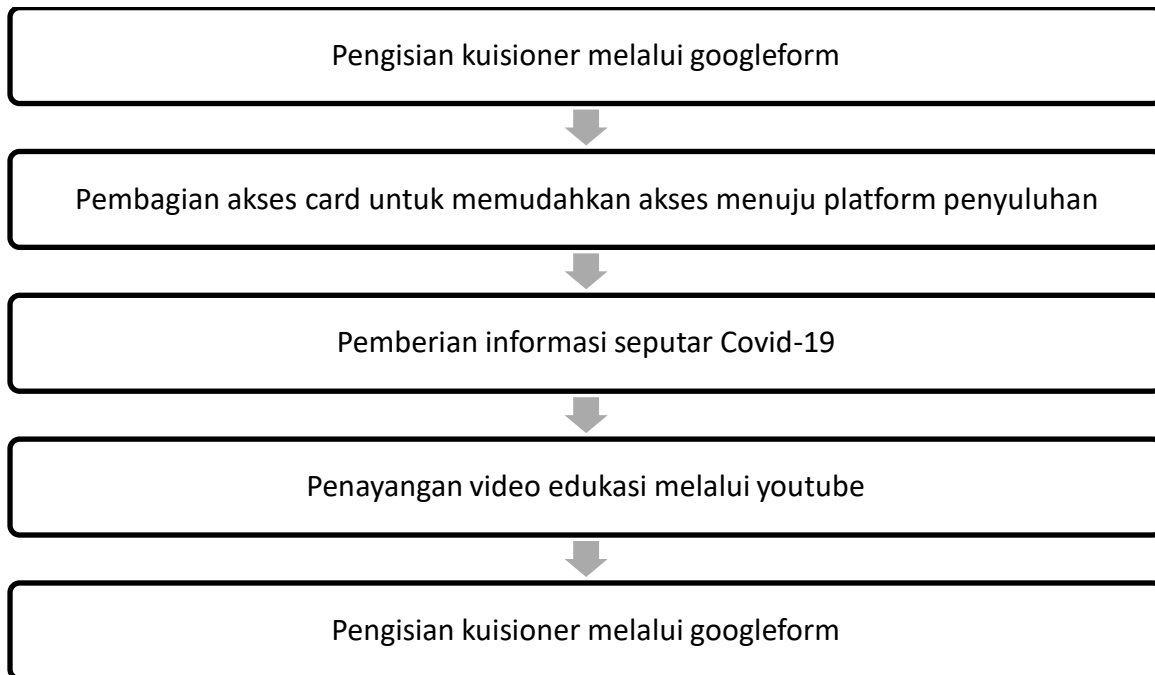 Pengisian kuisioner melalui googleform
Pembagian akses card untuk memudahkan akses menuju platform penyuluhan
Pemberian informasi seputar Covid-19
Penayangan video edukasi melalui youtube
Pengisian kuisioner melalui googleform